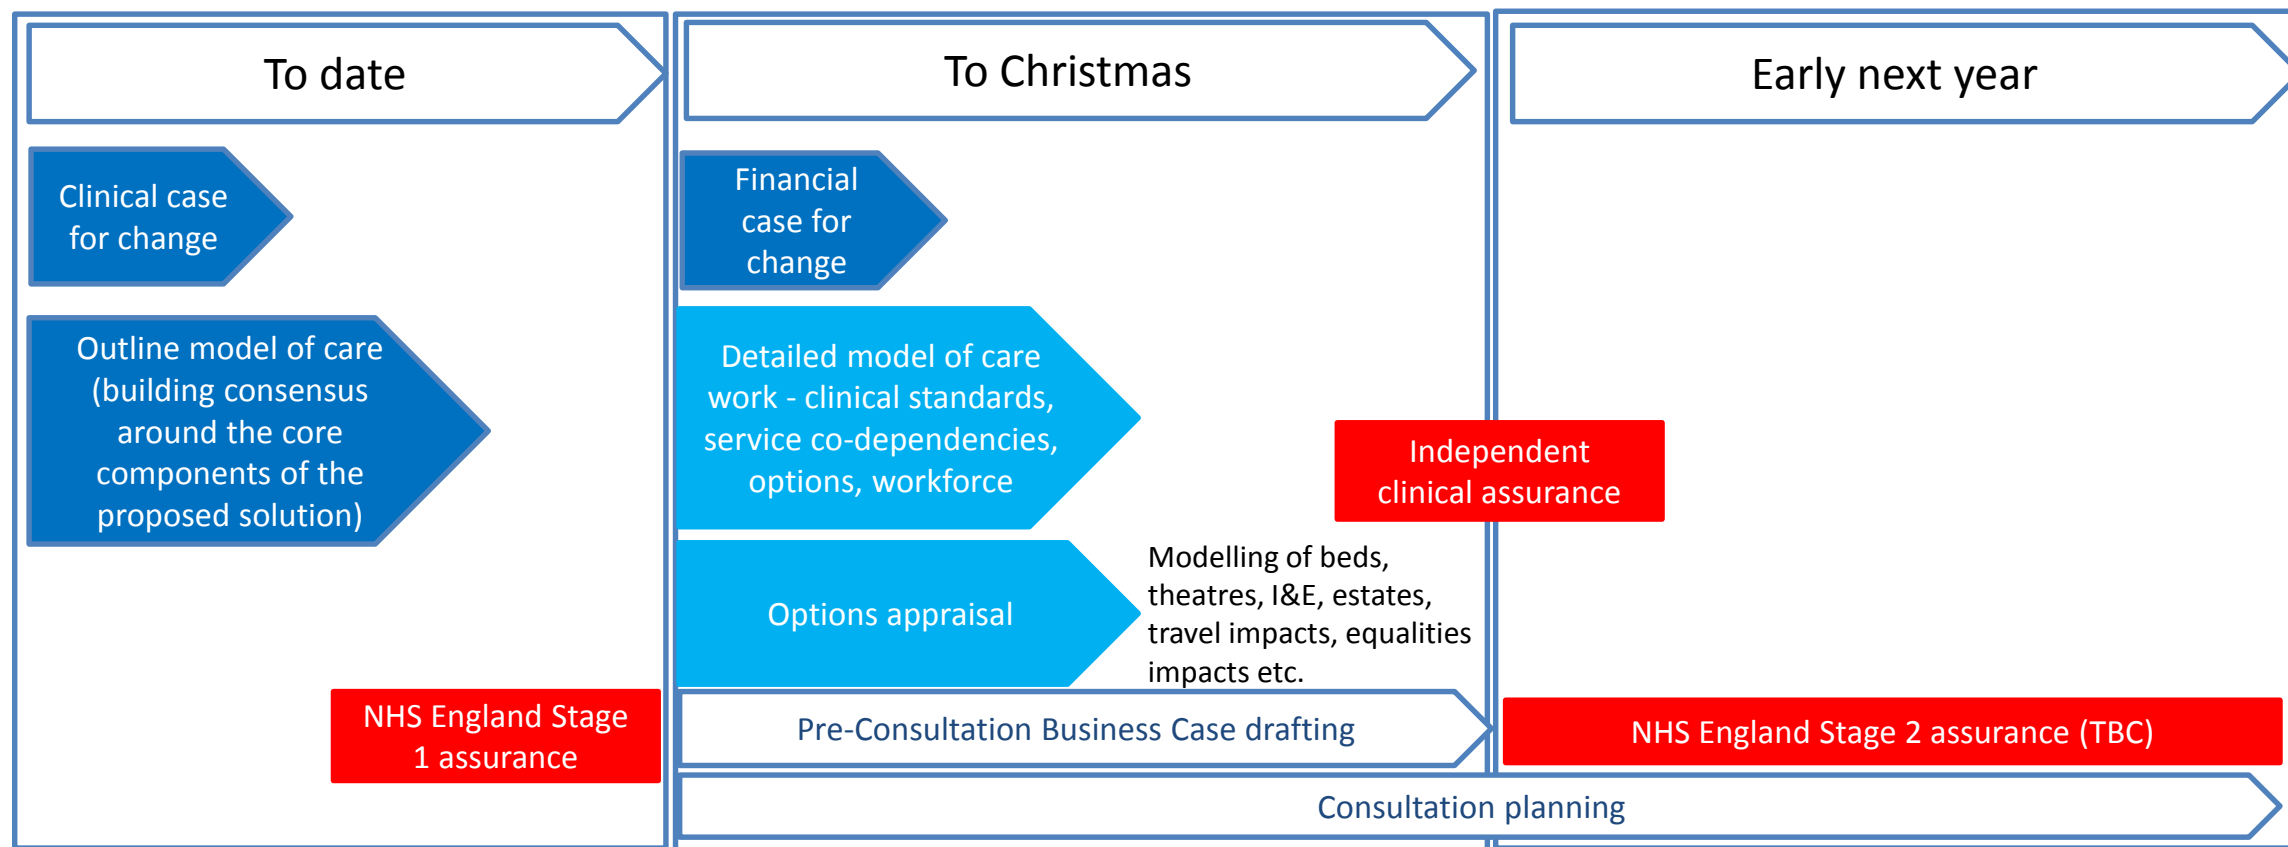 To date
To Christmas
Early next year
Clinical case
for change
Financial
case for
change
Outline model of care
(building consensus
around the core
components of the
proposed solution)
Detailed model of care
work - clinical standards,
service co-dependencies,
options, workforce
Independent
clinical assurance
Options appraisal
Modelling of beds,
theatres, I&E, estates,
travel impacts, equalities
impacts etc.
NHS England Stage
1 assurance
Pre-Consultation Business Case drafting
NHS England Stage 2 assurance (TBC)
Consultation planning